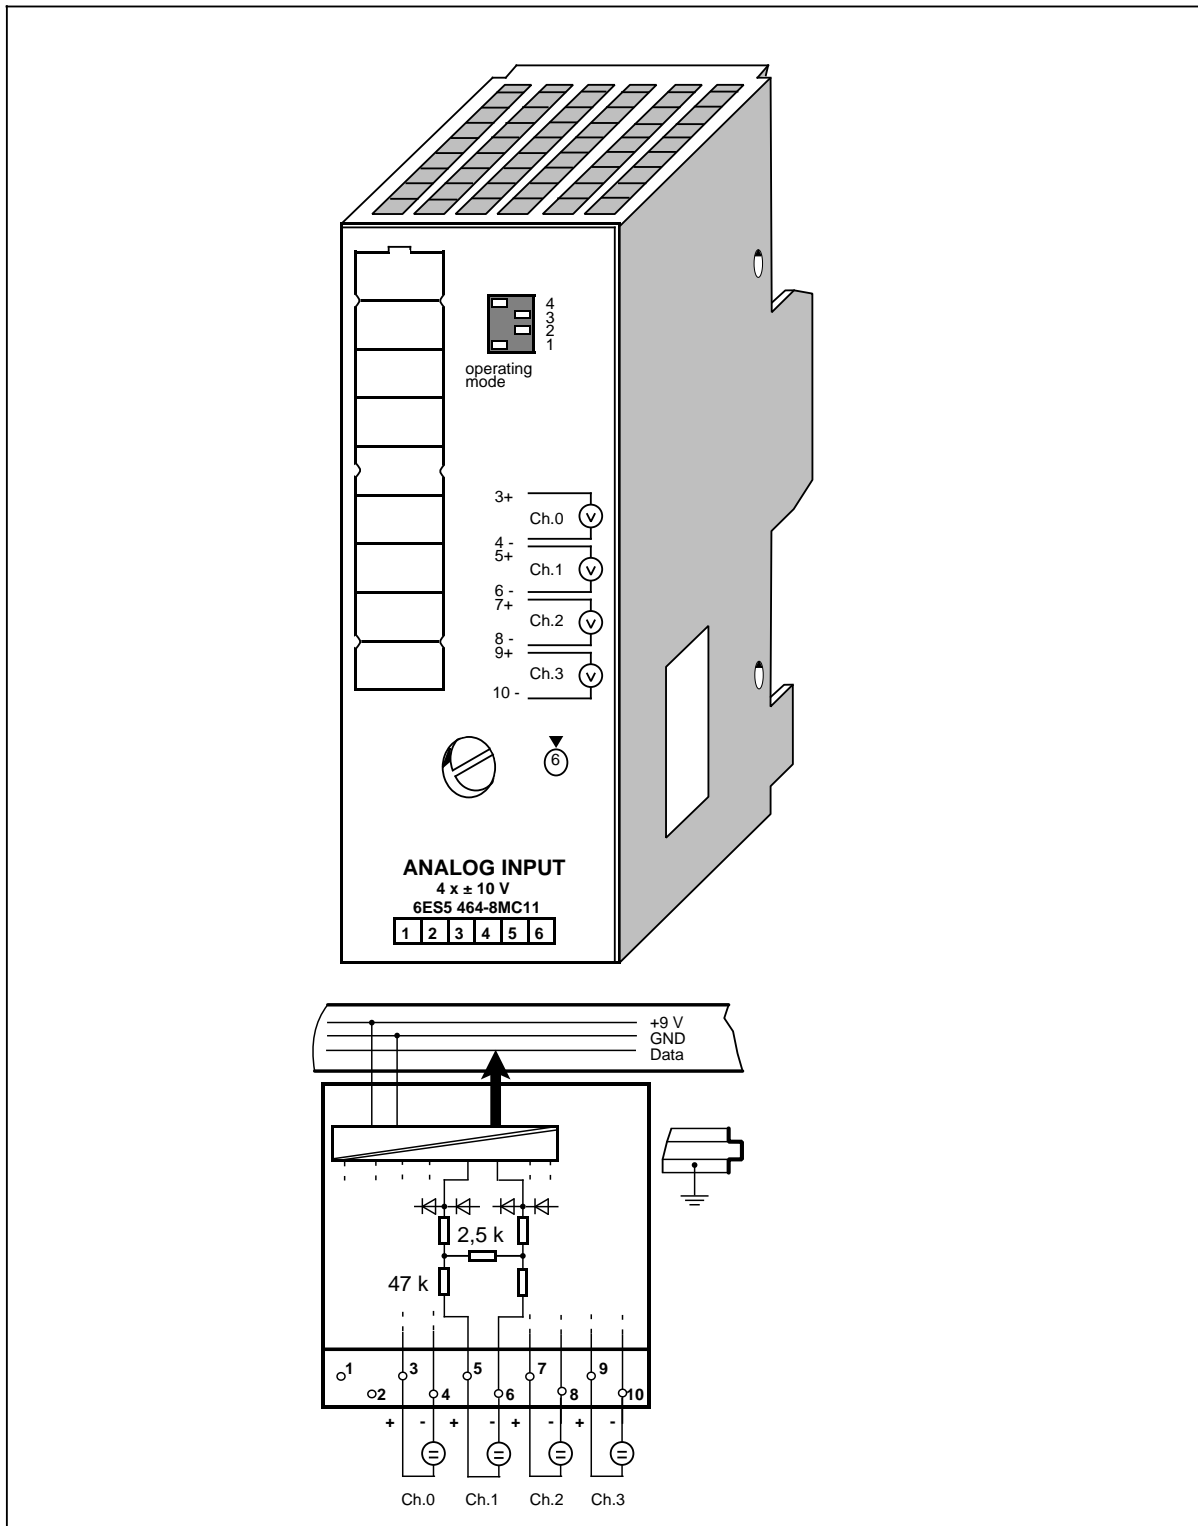 4
3
2
1
operating
mode
3+
Ch.0
V
4 -
5+
Ch.1
V
6 -
7+
Ch.2
V
8 -
9+
Ch.3
V
10 -
6
ANALOG INPUT
4 x ± 10 V
6ES5 464-8MC11
1 2 3 4 5 6
+9 V
GND
Data
2,5 k
47 k
1 3 5 7 9
2 4 6 8 10
+ - + - + - + -
Ch.0 Ch.1 Ch.2 Ch.3